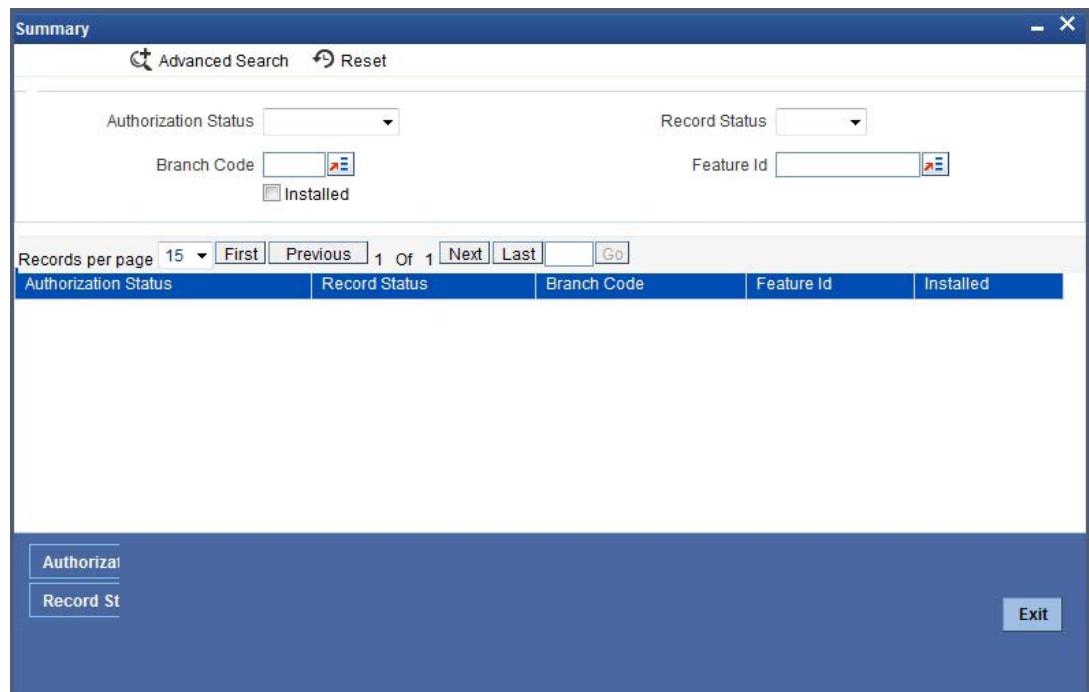 Summary
Advanced Search Reset
Authorization Status Record Status
Branch Code Feature Id
Installed
Records per page 15 First Previous 1 Of 1 Next Last Go
Authorization Status Record Status Branch Code Feature Id Installed
Authorizat
Record St
Exit